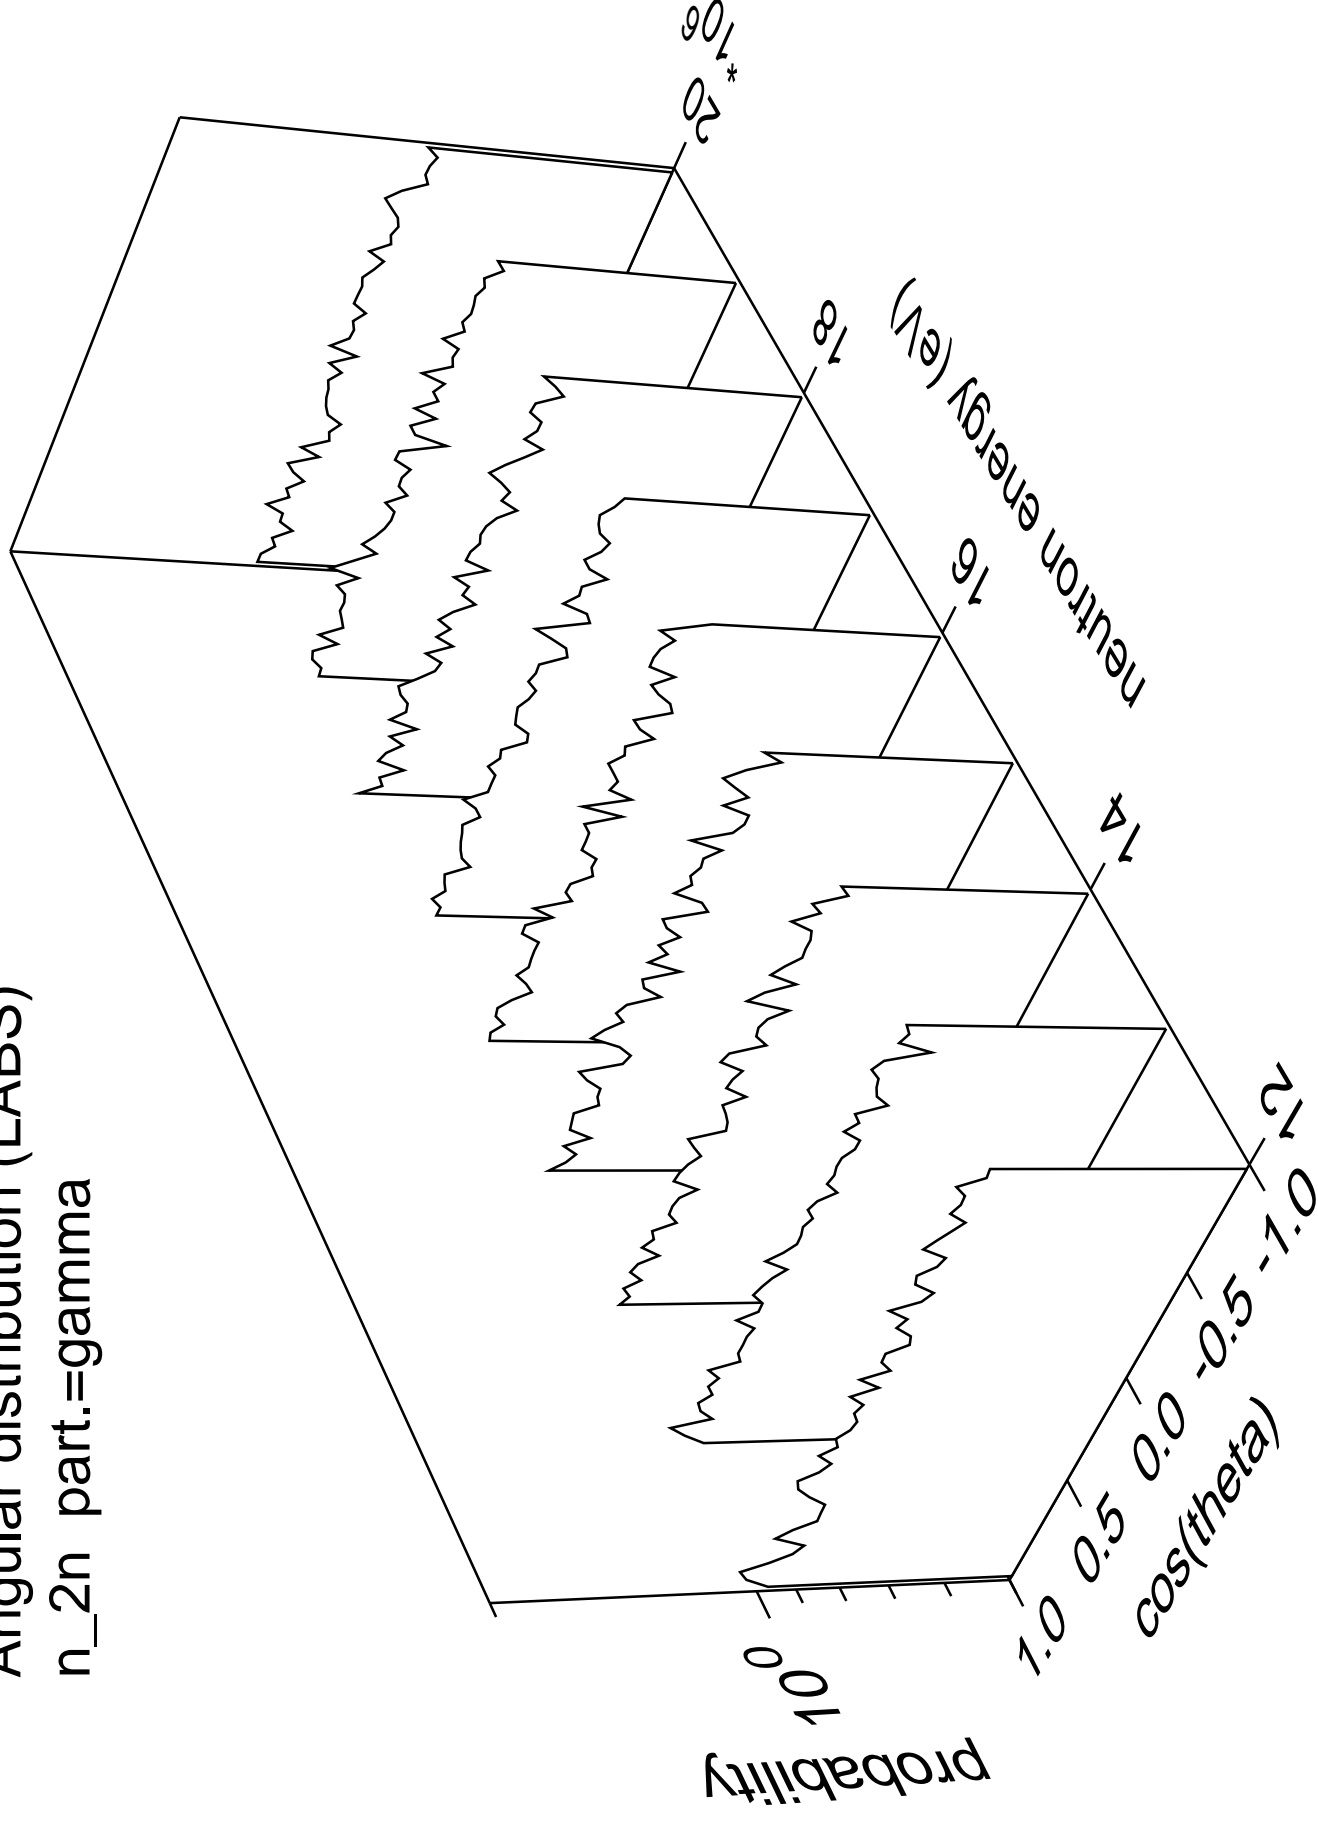 Angular distribution (LABS)
n_2n part.=gamma
probability
10^0
1.0 0.5 0.0 -0.5 -1.0
cos(theta)
12 14 16 18 20
*10^6
neutron energy (eV)